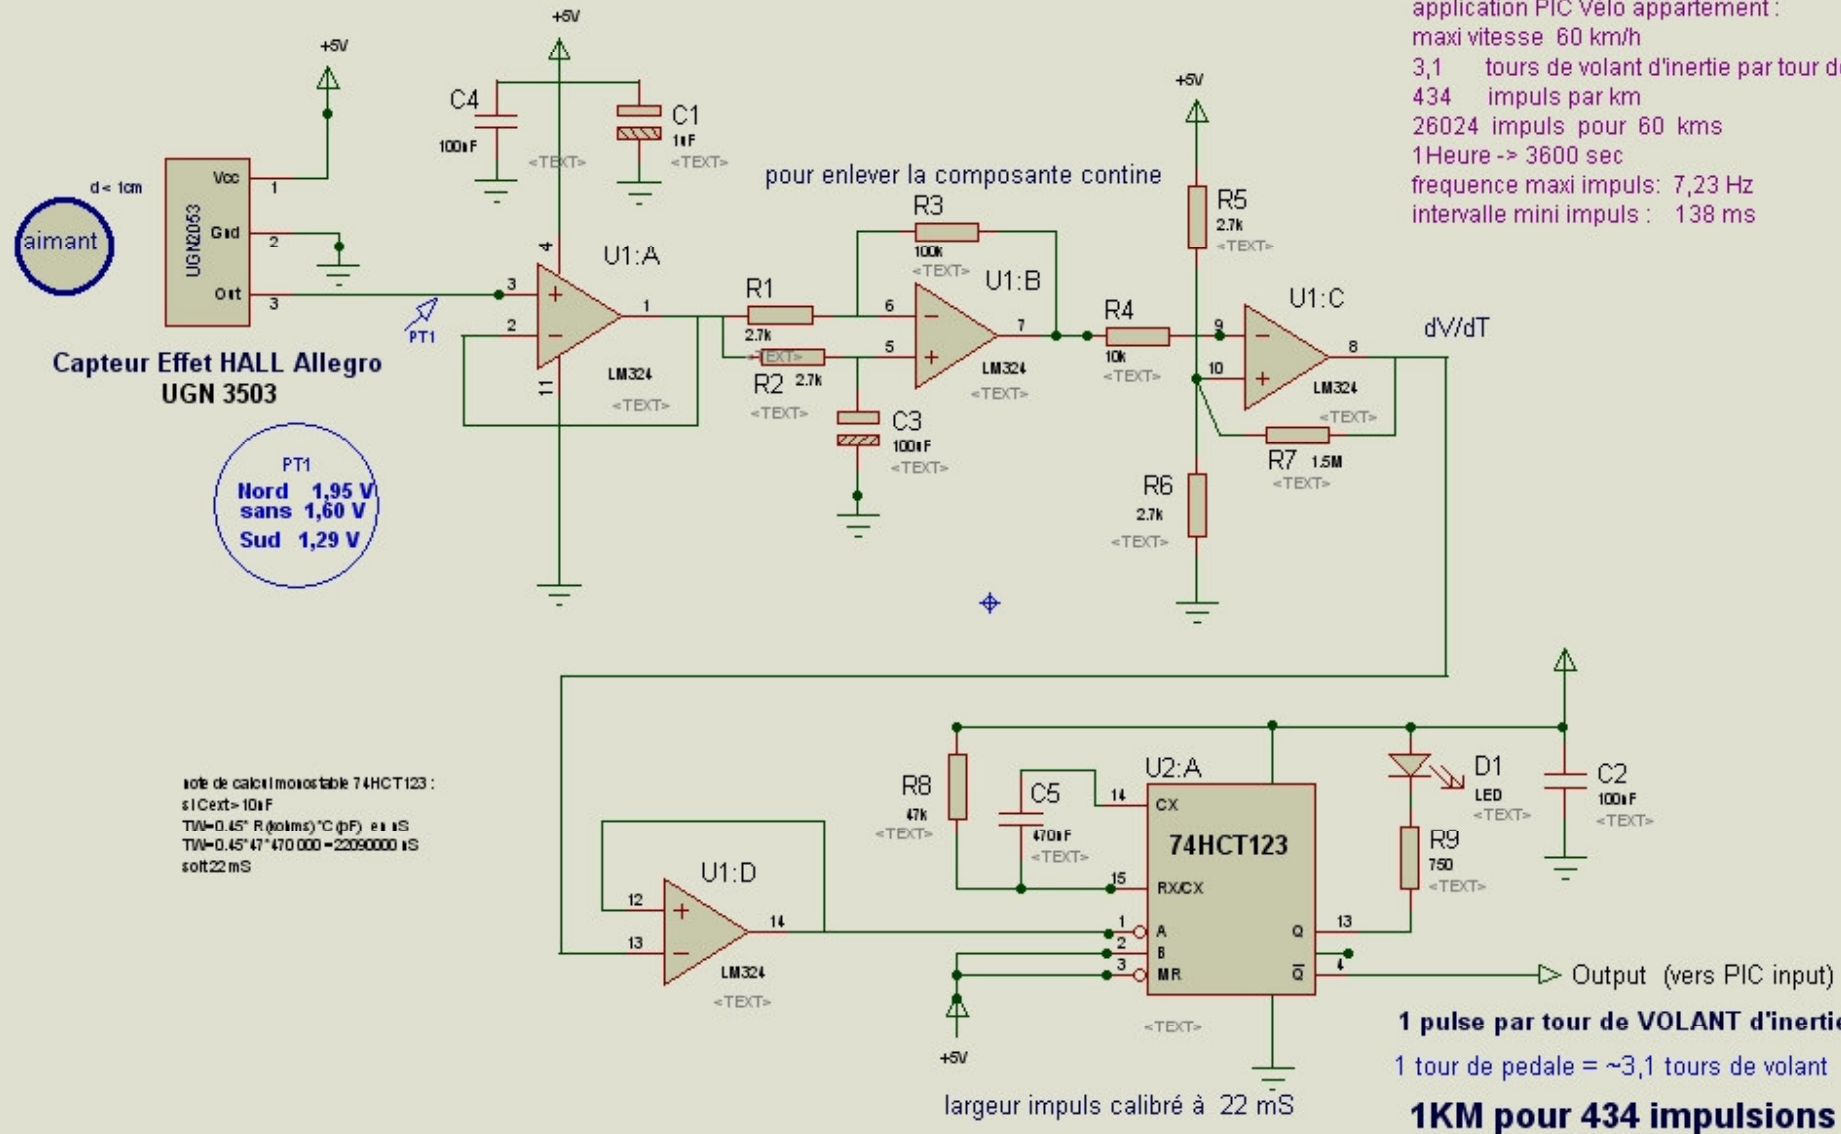 application PIC Vélo appartement :
maxi vitesse 60 km/h
3,1 tours de volant d'inertie par tour de
434 impuls par km
26024 impuls pour 60 kms
1Heure -> 3600 sec
frequence maxi impuls: 7,23 Hz
intervalle mini impuls : 138 ms
+5V
+5V
+5V
C4
100nF
<TEXT>
C1
1uF
<TEXT>
d < 1cm
aimant
UGN2053
Vcc
1
Gnd
2
Out
3
PT1
Capteur Effet HALL Allegro
UGN 3503
PT1
Nord 1,95 V
sans 1,60 V
Sud 1,29 V
U1:A
3
2
1
4
11
LM324
<TEXT>
pour enlever la composante contine
R1
2.7k
<TEXT>
R2 2.7k
<TEXT>
R3
100k
<TEXT>
C3
100nF
<TEXT>
U1:B
6
5
7
LM324
<TEXT>
R4
10k
<TEXT>
R5
2.7k
<TEXT>
R6
2.7k
<TEXT>
U1:C
9
10
8
LM324
<TEXT>
R7 1.5M
<TEXT>
dV/dT
note de calcul monostable 74HCT123 :
si Cext> 10nF
TW=0.45* R(kohms)*C(pF) en nS
TW=0.45*47*470 000 =22090000 nS
soit 22 mS
U1:D
12
13
14
LM324
<TEXT>
R8
47k
<TEXT>
C5
470nF
<TEXT>
U2:A
74HCT123
14
CX
15
RX/CX
1
A
2
B
3
MR
Q
13
Q
4
<TEXT>
+5V
D1
LED
<TEXT>
R9
750
<TEXT>
C2
100nF
<TEXT>
Output (vers PIC input)
1 pulse par tour de VOLANT d'inertie
1 tour de pedale = ~3,1 tours de volant
largeur impuls calibré à 22 mS
1KM pour 434 impulsions